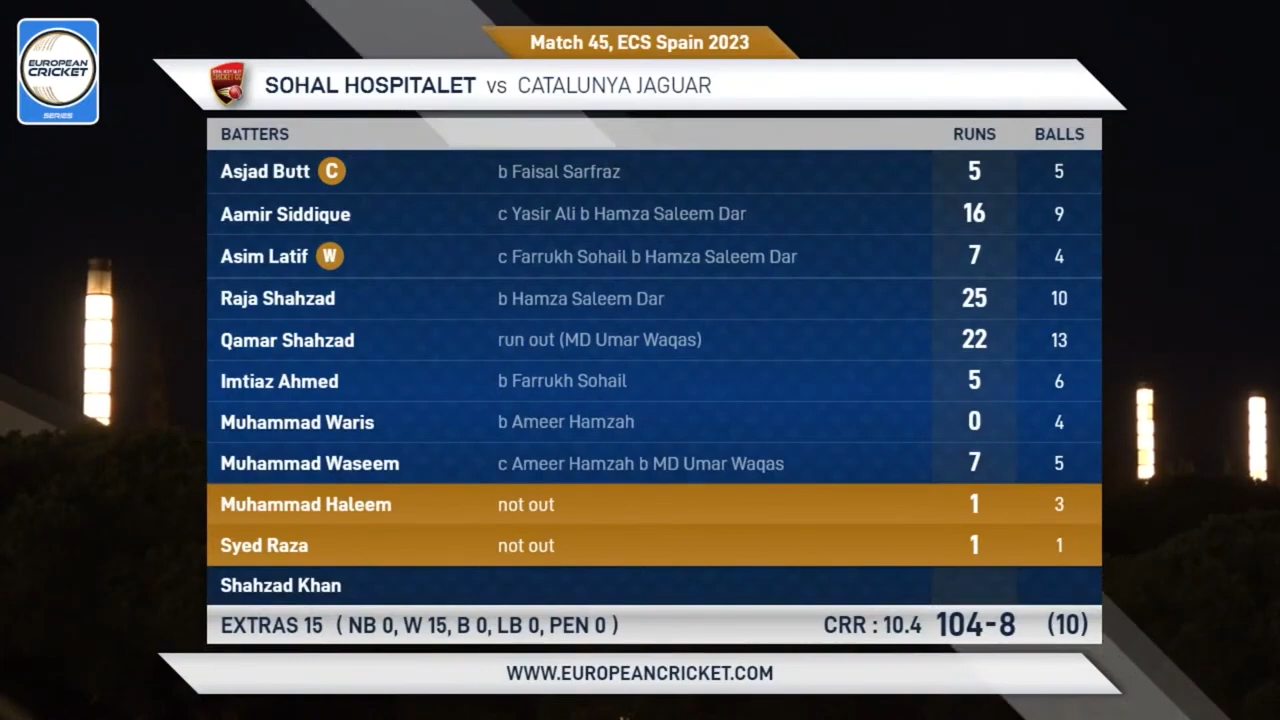 EUROPEAN
CRICKET
SERIES
Match 45, ECS Spain 2023
SOHAL HOSPITALET vs CATALUNYA JAGUAR
BATTERS RUNS BALLS
Asjad Butt C b Faisal Sarfraz 5 5
Aamir Siddique c Yasir Ali b Hamza Saleem Dar 16 9
Asim Latif W c Farrukh Sohail b Hamza Saleem Dar 7 4
Raja Shahzad b Hamza Saleem Dar 25 10
Qamar Shahzad run out (MD Umar Waqas) 22 13
Imtiaz Ahmed b Farrukh Sohail 5 6
Muhammad Waris b Ameer Hamzah 0 4
Muhammad Waseem c Ameer Hamzah b MD Umar Waqas 7 5
Muhammad Haleem not out 1 3
Syed Raza not out 1 1
Shahzad Khan
EXTRAS 15 ( NB 0, W 15, B 0, LB 0, PEN 0 ) CRR : 10.4 104-8 (10)
WWW.EUROPEANCRICKET.COM